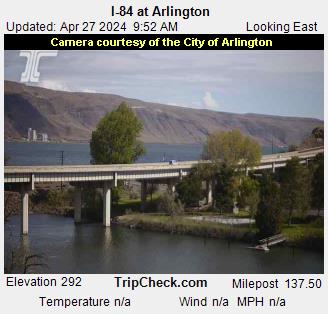 I-84 at Arlington
Updated: Apr 27 2024 9:52 AM Looking East
Camera courtesy of the City of Arlington
Elevation 292 TripCheck.com Milepost 137.50
Temperature n/a Wind n/a MPH n/a